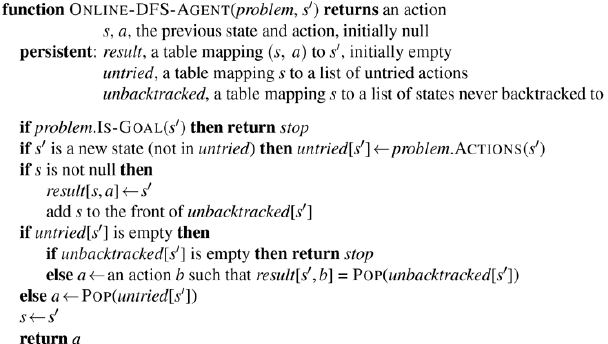 function ONLINE-DFS-AGENT(problem, s′) returns an action
s, a, the previous state and action, initially null
persistent: result, a table mapping (s, a) to s′, initially empty
untried, a table mapping s to a list of untried actions
unbacktracked, a table mapping s to a list of states never backtracked to
if problem.IS-GOAL(s′) then return stop
if s′ is a new state (not in untried) then untried[s′]←problem.ACTIONS(s′)
if s is not null then
result[s, a]←s′
add s to the front of unbacktracked[s′]
if untried[s′] is empty then
if unbacktracked[s′] is empty then return stop
else a←an action b such that result[s′, b] = POP(unbacktracked[s′])
else a←POP(untried[s′])
s←s′
return a